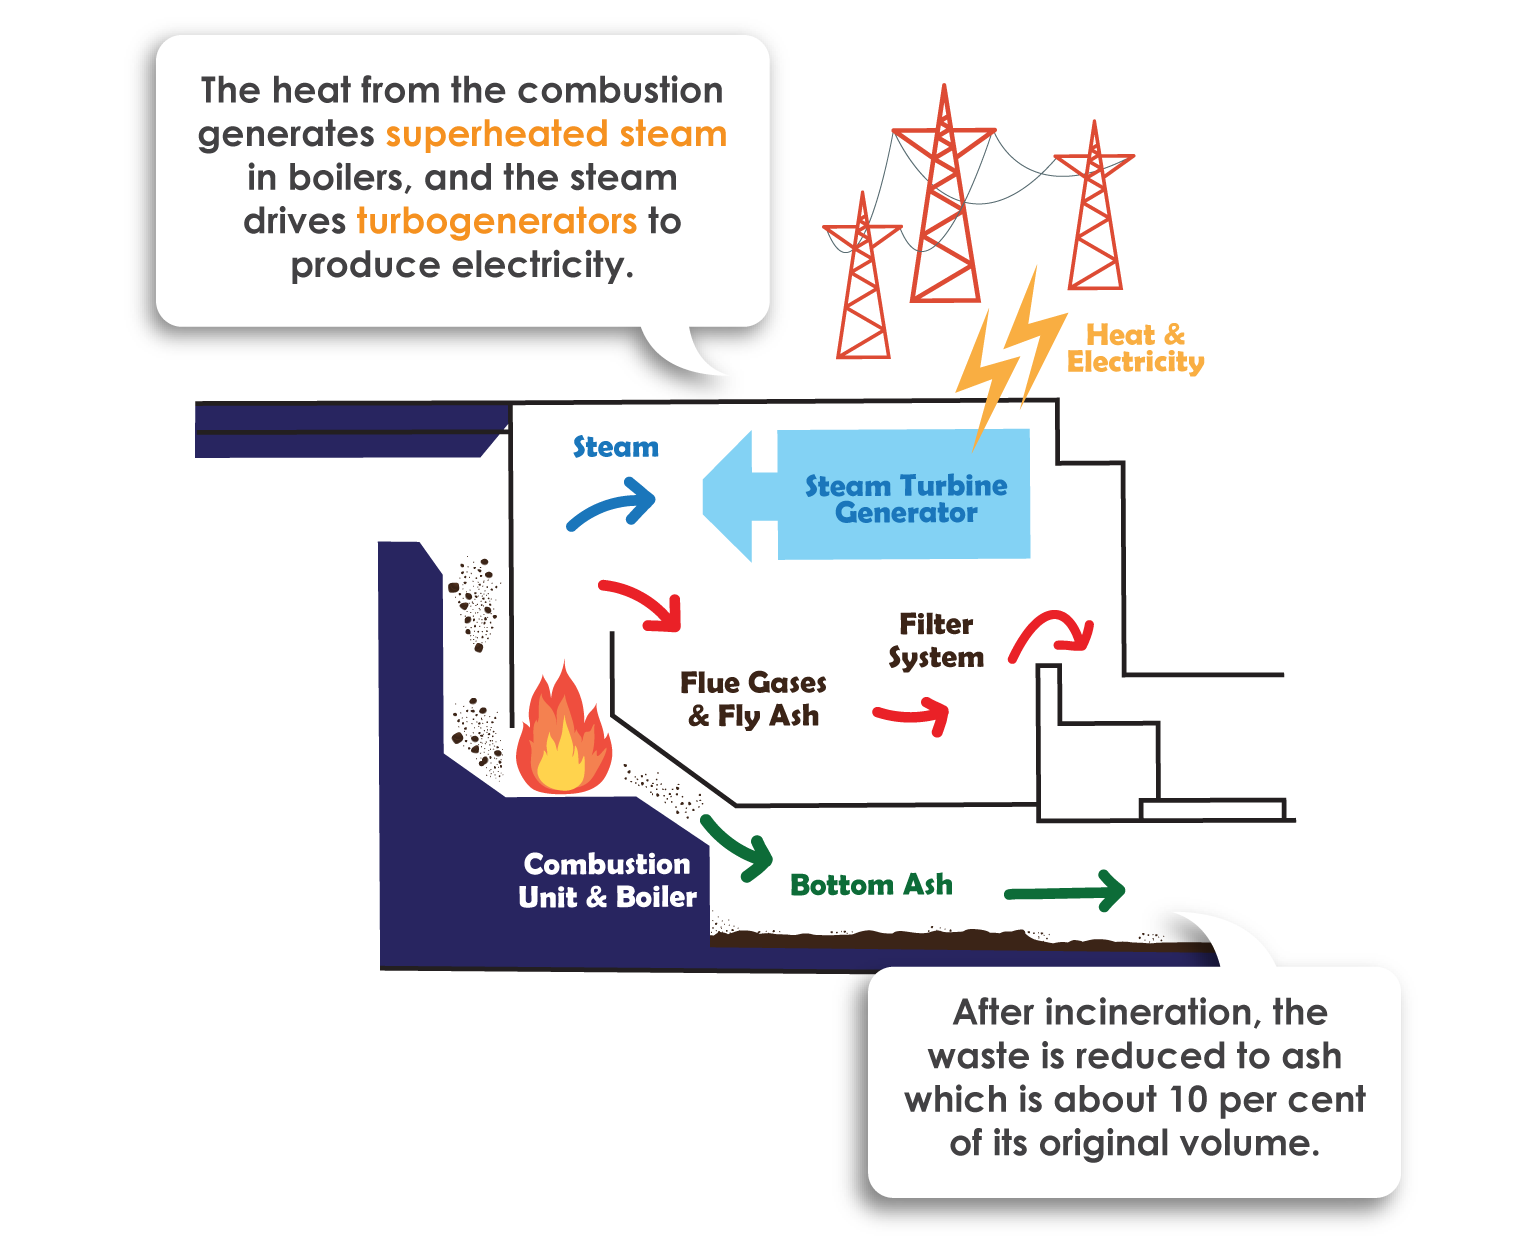 The heat from the combustion
generates superheated steam
in boilers, and the steam
drives turbogenerators to
produce electricity.
Heat &
Electricity
Steam
Steam Turbine
Generator
Filter
System
Flue Gases
& Fly Ash
Combustion
Unit & Boiler
Bottom Ash
After incineration, the
waste is reduced to ash
which is about 10 per cent
of its original volume.